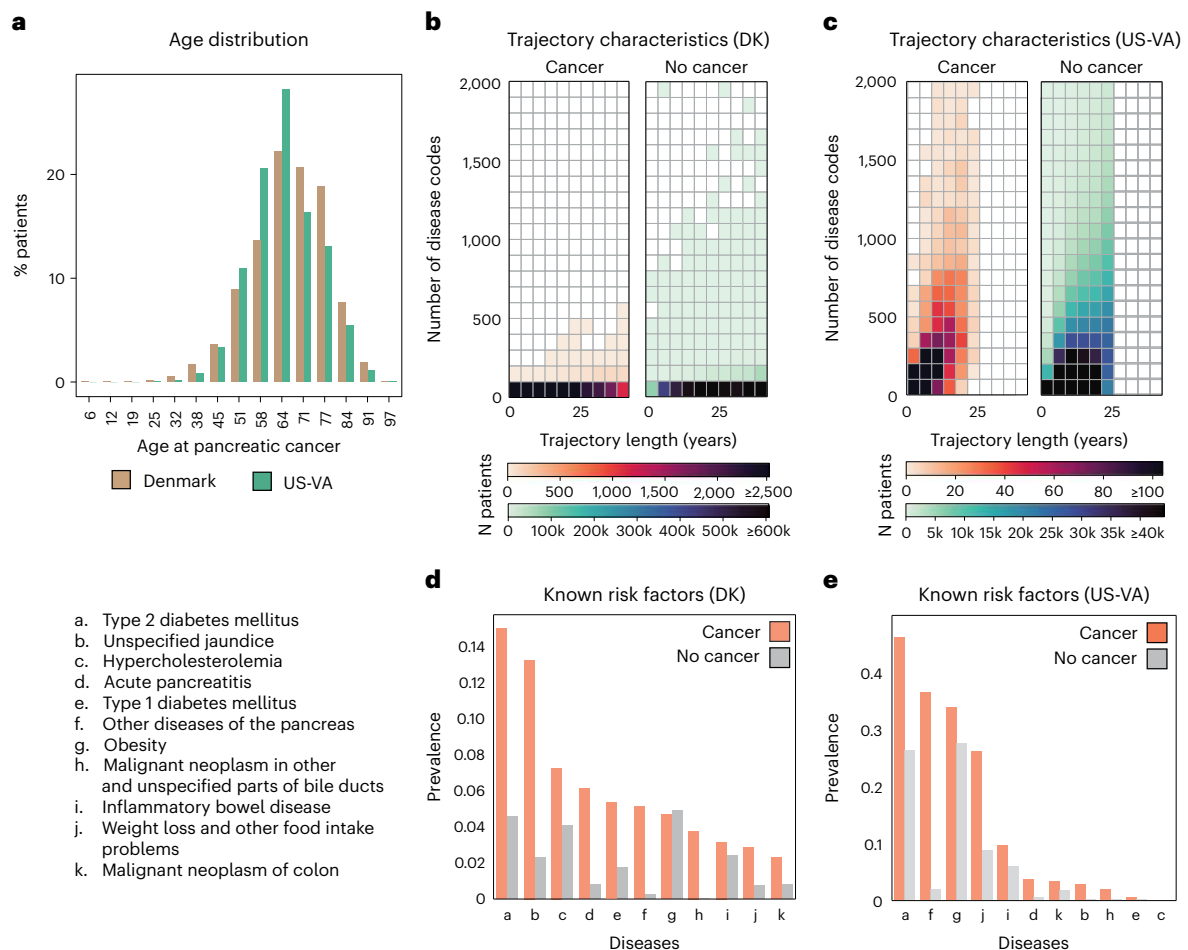 a
Age distribution
% patients
20
10
0
6 12 19 25 32 38 45 51 58 64 71 77 84 91 97
Age at pancreatic cancer
Denmark US-VA
b
Trajectory characteristics (DK)
Cancer No cancer
Number of disease codes
2,000
1,500
1,000
500
0
0 25 0 25
Trajectory length (years)
N patients
0 500 1,000 1,500 2,000 ≥2,500
0 100k 200k 300k 400k 500k ≥600k
c
Trajectory characteristics (US-VA)
Cancer No cancer
Number of disease codes
2,000
1,500
1,000
500
0
0 25 0 25
Trajectory length (years)
N patients
0 20 40 60 80 ≥100
0 5k 10k 15k 20k 25k 30k 35k ≥40k
a. Type 2 diabetes mellitus
b. Unspecified jaundice
c. Hypercholesterolemia
d. Acute pancreatitis
e. Type 1 diabetes mellitus
f. Other diseases of the pancreas
g. Obesity
h. Malignant neoplasm in other
and unspecified parts of bile ducts
i. Inflammatory bowel disease
j. Weight loss and other food intake
problems
k. Malignant neoplasm of colon
d
Known risk factors (DK)
Cancer
No cancer
Prevalence
0.14
0.12
0.10
0.08
0.06
0.04
0.02
0
a b c d e f g h i j k
Diseases
e
Known risk factors (US-VA)
Cancer
No cancer
Prevalence
0.4
0.3
0.2
0.1
0
a f g j i d k b h e c
Diseases